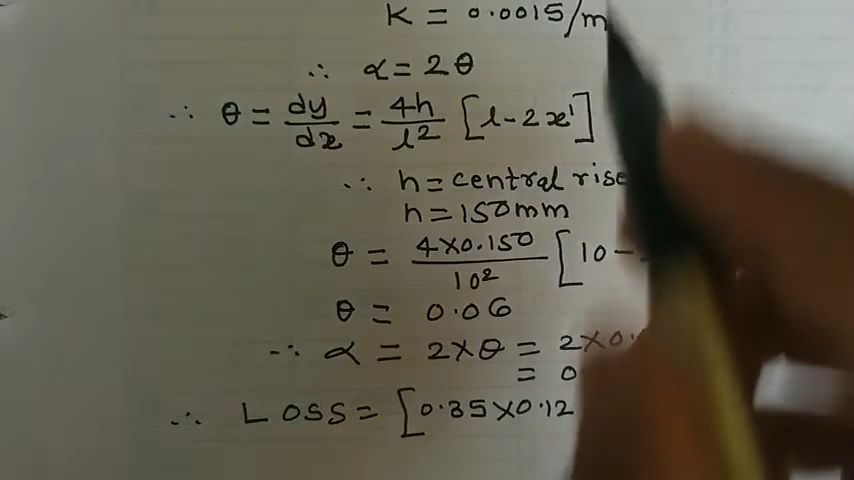 K = 0.0015/m
∴ α = 2θ
∴ θ = dy/dx = 4h/l² [l - 2x']
∴ h = central rise
h = 150mm
θ = 4×0.150/10² [10 -
θ = 0.06
∴ α = 2×θ = 2×0.
= 0
∴ LOSS = [0.35×0.12